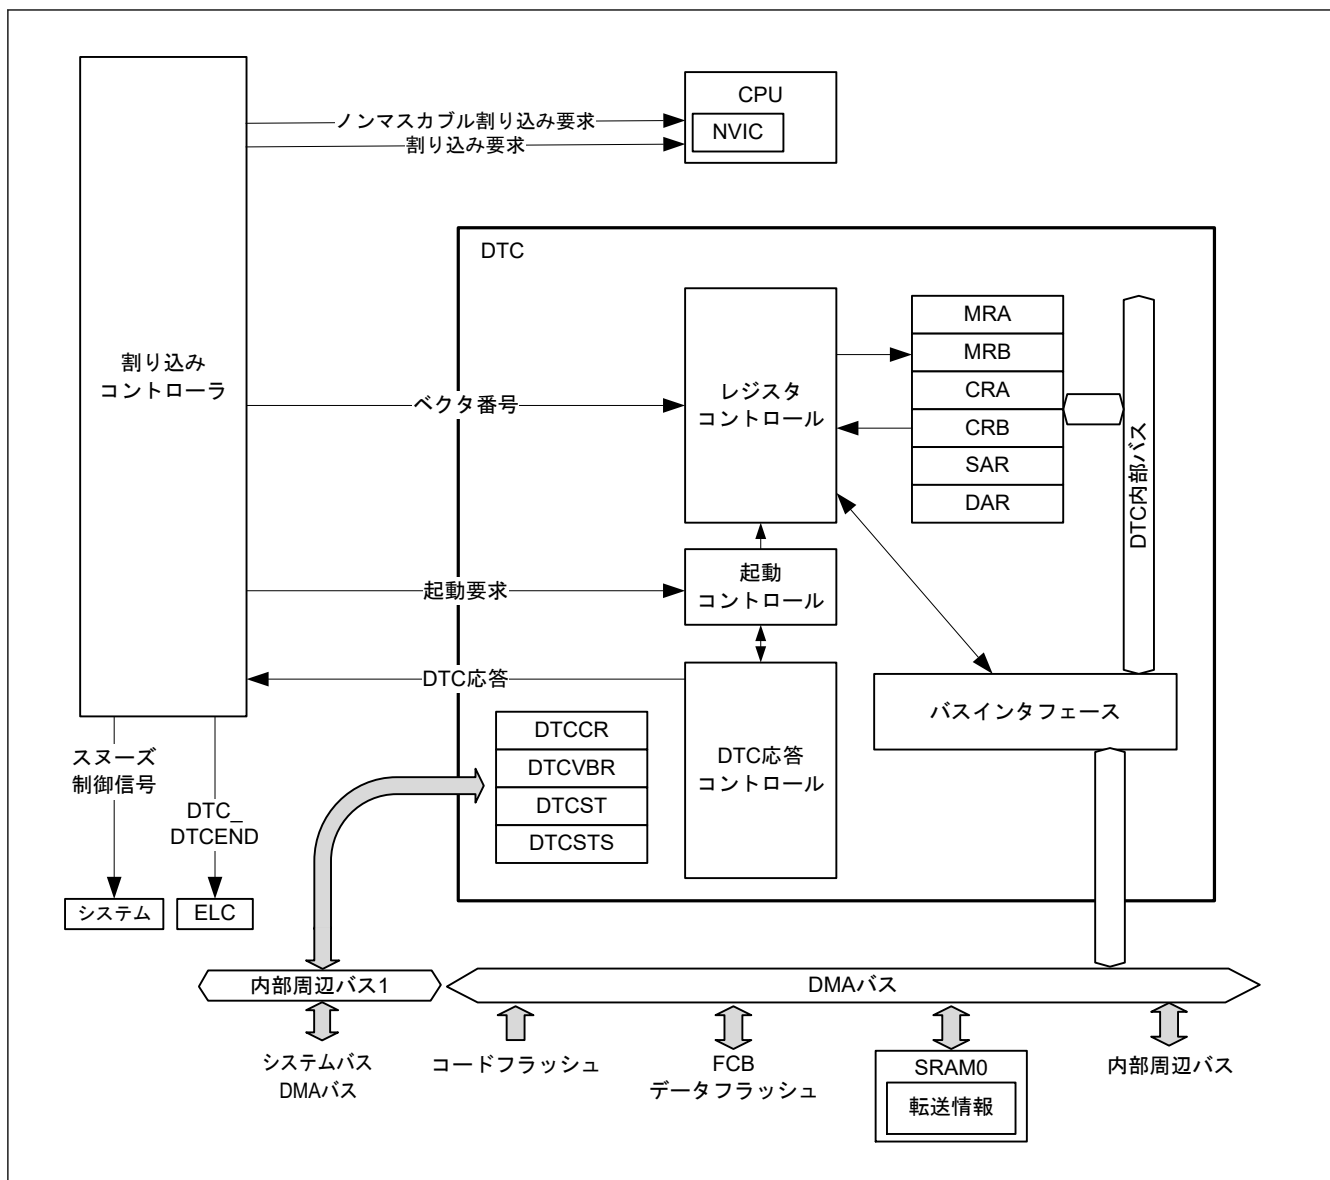 CPU
NVIC
ノンマスカブル割り込み要求
割り込み要求
DTC
割り込み
コントローラ
ベクタ番号
レジスタ
コントロール
MRA
MRB
CRA
CRB
SAR
DAR
DTC内部バス
起動要求
起動
コントロール
DTC応答
DTC応答
コントロール
バスインタフェース
DTCCR
DTCVBR
DTCST
DTCSTS
スヌーズ
制御信号
DTC_
DTCEND
システム
ELC
内部周辺バス1
DMAバス
システムバス
DMAバス
コードフラッシュ
FCB
データフラッシュ
SRAM0
転送情報
内部周辺バス